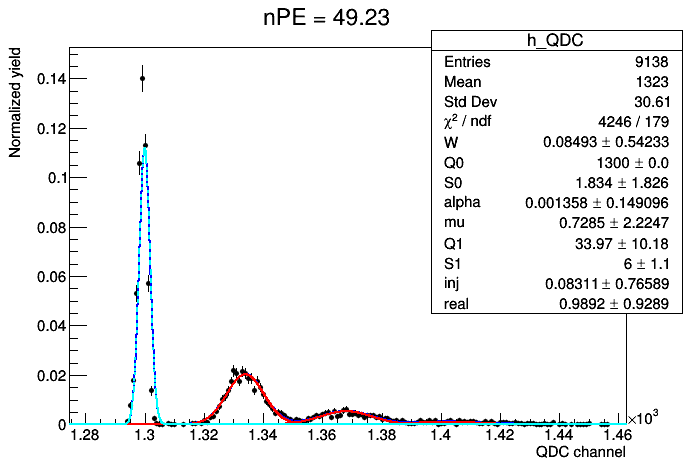 nPE = 49.23
h_QDC
Entries 9138
Mean 1323
Std Dev 30.61
χ² / ndf 4246 / 179
W 0.08493 ± 0.54233
Q0 1300 ± 0.0
S0 1.834 ± 1.826
alpha 0.001358 ± 0.149096
mu 0.7285 ± 2.2247
Q1 33.97 ± 10.18
S1 6 ± 1.1
inj 0.08311 ± 0.76589
real 0.9892 ± 0.9289
Normalized yield
0.14
0.12
0.1
0.08
0.06
0.04
0.02
0
1.28 1.3 1.32 1.34 1.36 1.38 1.4 1.42 1.44 1.46
×10³
QDC channel